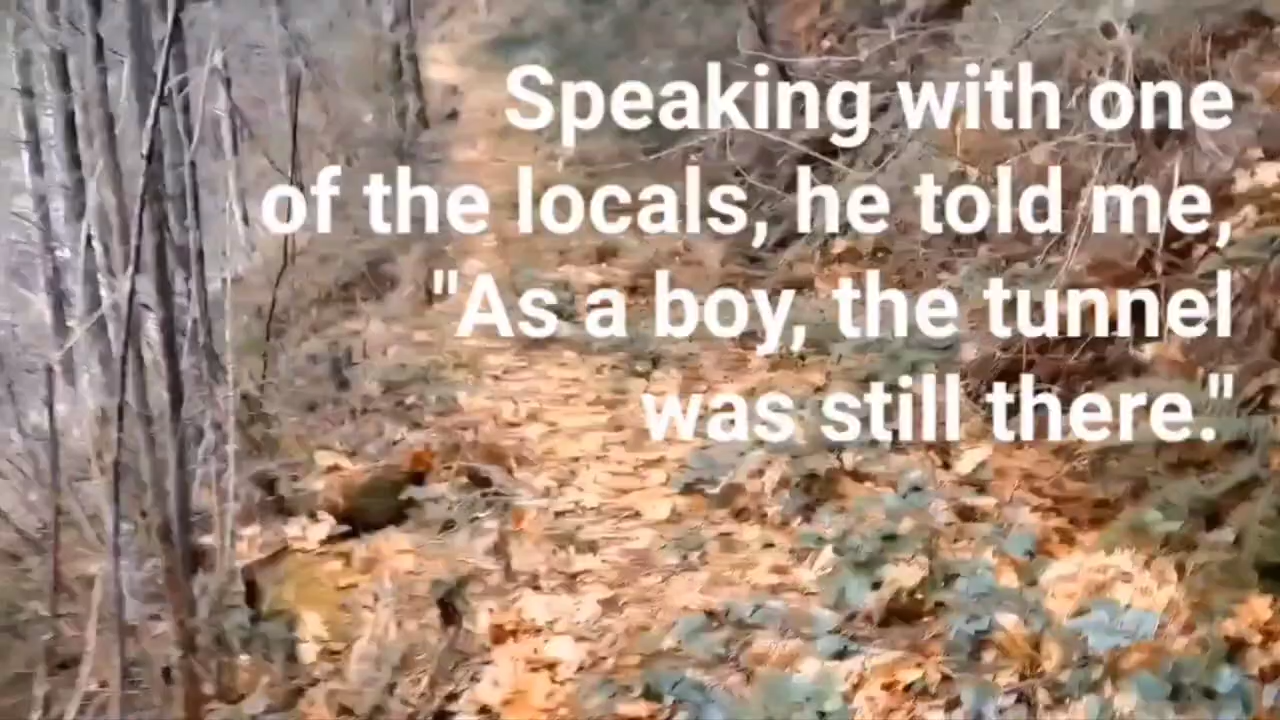 Speaking with one
of the locals, he told me,
"As a boy, the tunnel
was still there."